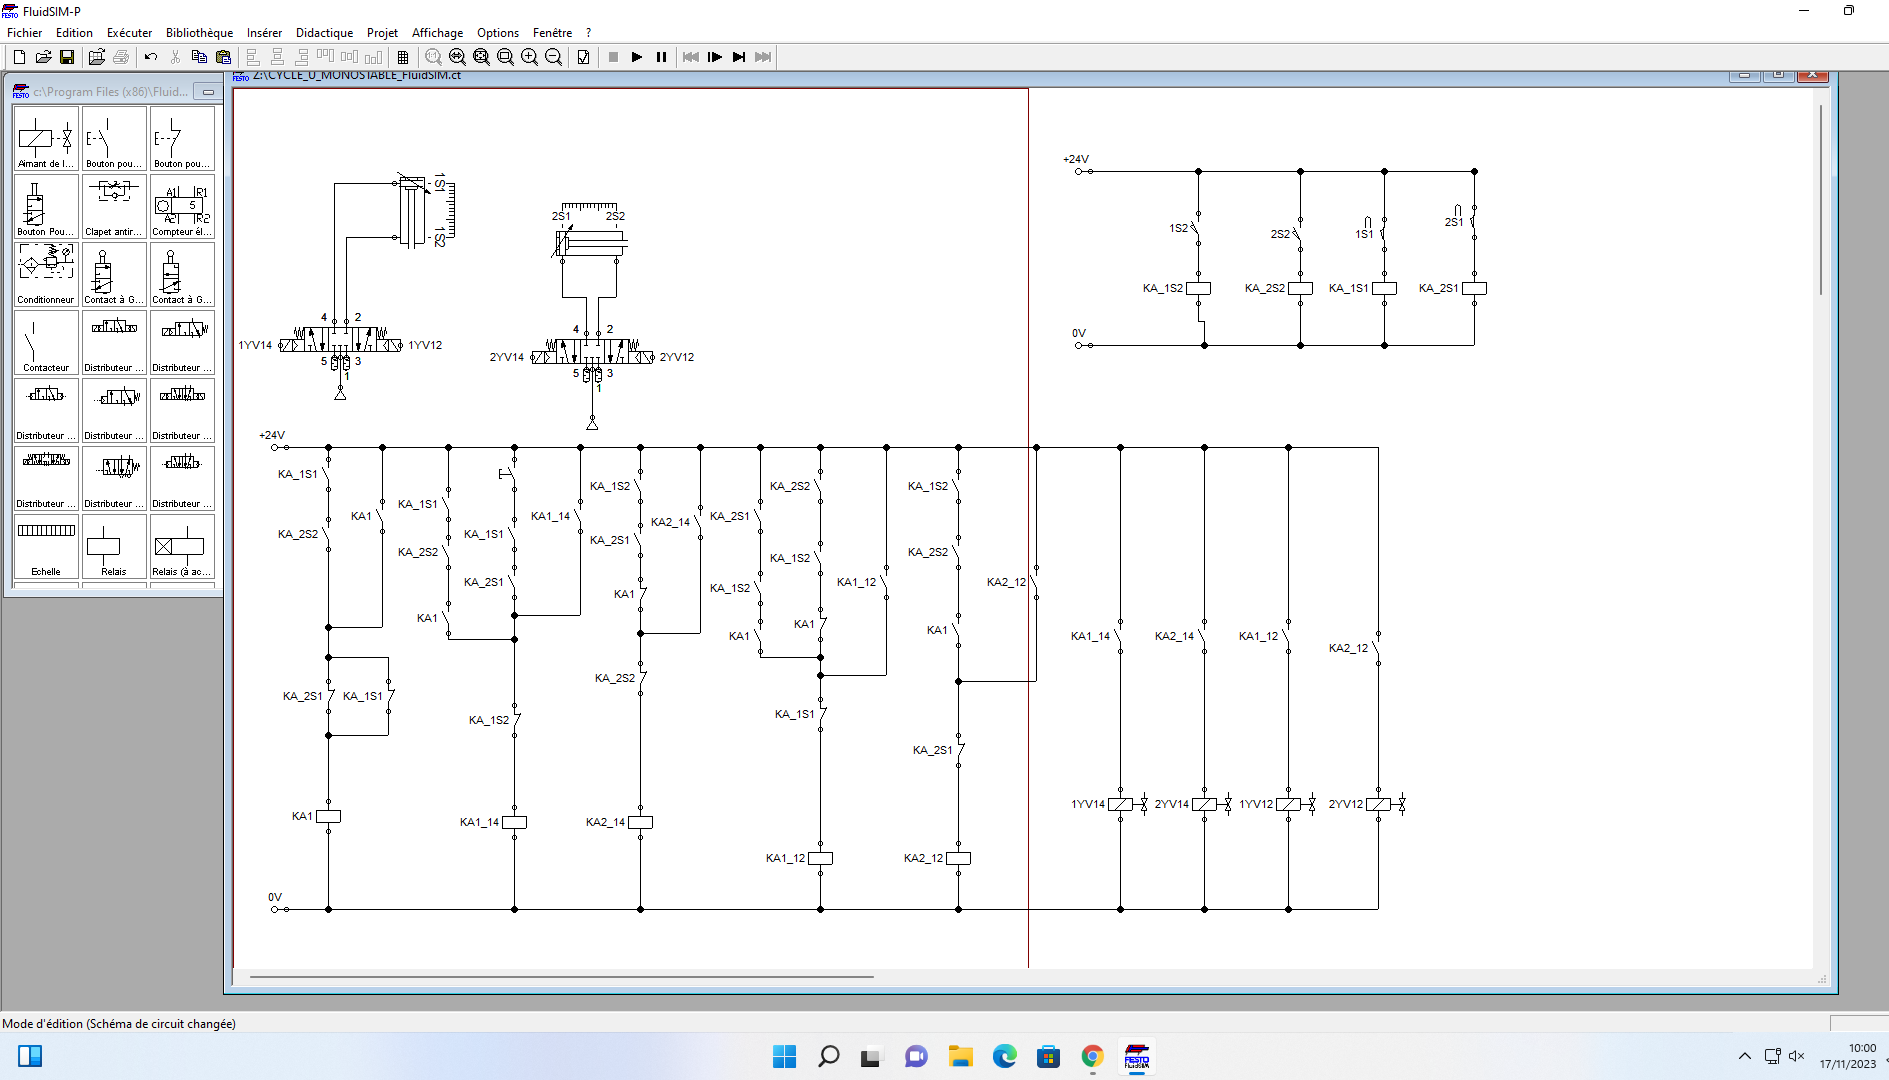 FluidSIM-P
Fichier Edition Exécuter Bibliothèque Insérer Didactique Projet Affichage Options Fenêtre ?
c:\Program Files (x86)\Fluid...
Z:\CYCLE_U_MONOSTABLE_FluidSIM.ct
Aimant de l... Bouton pou... Bouton pou...
A1 R1
5
A2 R2
Bouton Pou... Clapet antir... Compteur él...
Conditionneur Contact à G... Contact à G...
Contacteur Distributeur ... Distributeur ...
Distributeur ... Distributeur ... Distributeur ...
Distributeur ... Distributeur ... Distributeur ...
Echelle Relais Relais (à ac...
1S1
1S2
4 2
1YV14 1YV12
5 3
1
2S1 2S2
4 2
2YV14 2YV12
5 3
1
+24V
1S2 2S2 1S1 2S1
KA_1S2 KA_2S2 KA_1S1 KA_2S1
0V
+24V
KA_1S1
KA_2S2
KA1
KA_2S1 KA_1S1
KA1
KA_1S1
KA_2S2
KA1
KA_1S1
KA_2S1
KA1_14
KA_1S2
KA1_14
KA_1S2
KA_2S1
KA1
KA2_14
KA_2S2
KA2_14
KA_2S1
KA_1S2
KA1
KA_2S2
KA_1S2
KA1
KA1_12
KA_1S1
KA1_12
KA_1S2
KA_2S2
KA1
KA2_12
KA_2S1
KA2_12
KA1_14 KA2_14 KA1_12 KA2_12
1YV14 2YV14 1YV12 2YV12
0V
Mode d'édition (Schéma de circuit changée)
10:00
17/11/2023